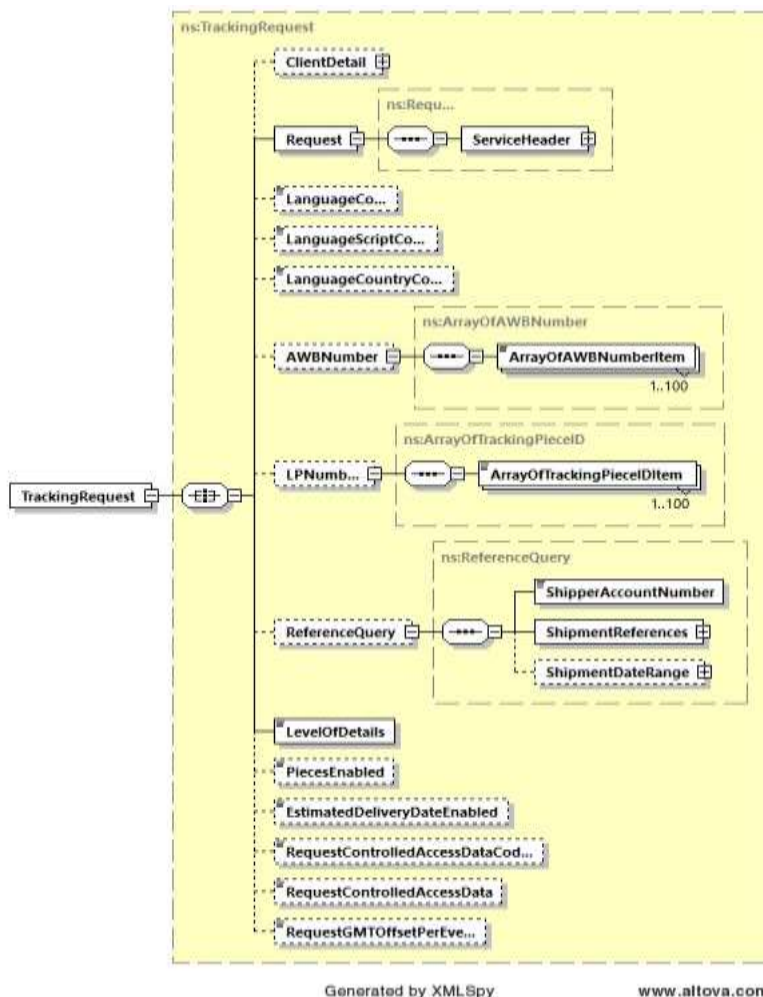 ns:TrackingRequest
ClientDetail
ns:Requ...
Request
ServiceHeader
LanguageCo...
LanguageScriptCo...
LanguageCountryCo...
ns:ArrayOfAWBNumber
AWBNumber
ArrayOfAWBNumberItem
1..100
ns:ArrayOfTrackingPieceID
LPNumb...
ArrayOfTrackingPieceIDItem
1..100
TrackingRequest
ns:ReferenceQuery
ShipperAccountNumber
ReferenceQuery
ShipmentReferences
ShipmentDateRange
LevelOfDetails
PiecesEnabled
EstimatedDeliveryDateEnabled
RequestControlledAccessDataCod...
RequestControlledAccessData
RequestGMTOffsetPerEve...
Generated by XMLSpy www.altova.com